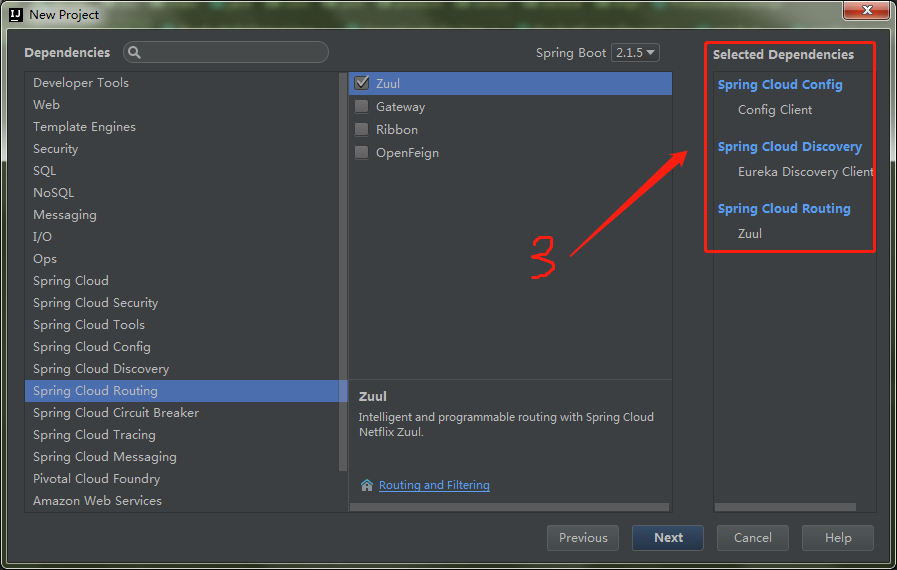 IJ New Project
Dependencies
Spring Boot 2.1.5
Selected Dependencies
Developer Tools
Web
Template Engines
Security
SQL
NoSQL
Messaging
I/O
Ops
Spring Cloud
Spring Cloud Security
Spring Cloud Tools
Spring Cloud Config
Spring Cloud Discovery
Spring Cloud Routing
Spring Cloud Circuit Breaker
Spring Cloud Tracing
Spring Cloud Messaging
Pivotal Cloud Foundry
Amazon Web Services
Zuul
Gateway
Ribbon
OpenFeign
3
Zuul
Intelligent and programmable routing with Spring Cloud
Netflix Zuul.
Routing and Filtering
Spring Cloud Config
Config Client
Spring Cloud Discovery
Eureka Discovery Client
Spring Cloud Routing
Zuul
Previous
Next
Cancel
Help